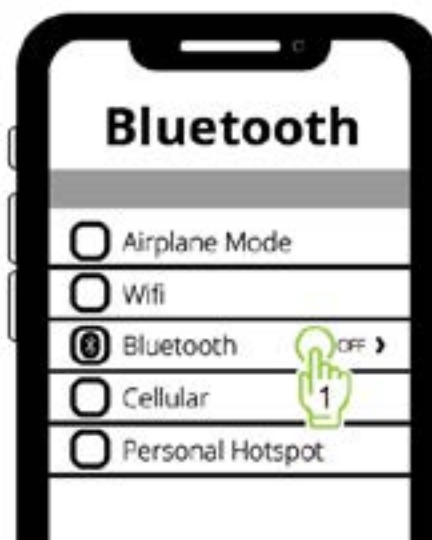 Bluetooth
Airplane Mode
Wifi
Bluetooth OFF
1
Cellular
Personal Hotspot